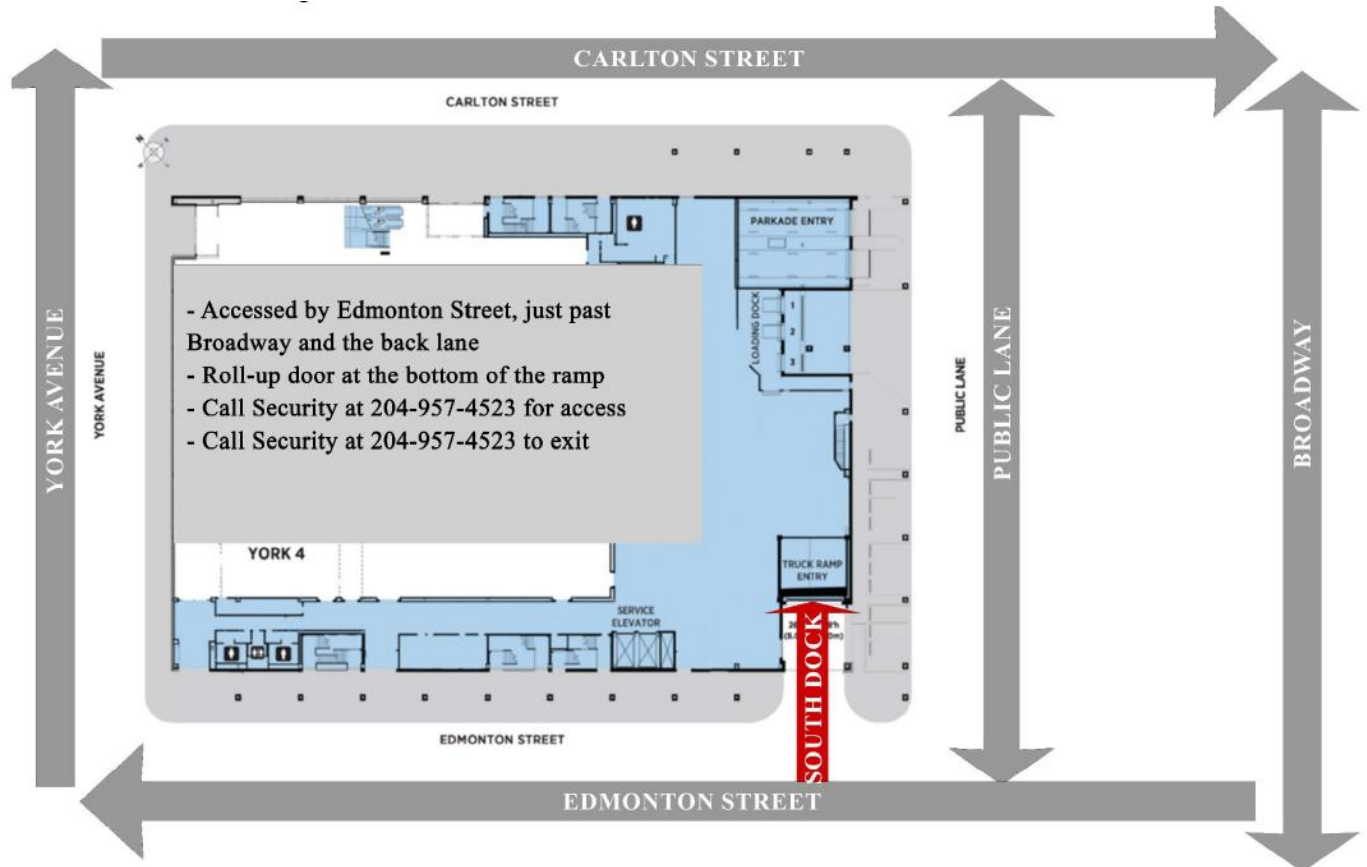 CARLTON STREET
CARLTON STREET
N
YORK AVENUE
YORK AVENUE
PARKADE ENTRY
LOADING DOCK
1
2
3
- Accessed by Edmonton Street, just past
Broadway and the back lane
- Roll-up door at the bottom of the ramp
- Call Security at 204-957-4523 for access
- Call Security at 204-957-4523 to exit
PUBLIC LANE
PUBLIC LANE
BROADWAY
YORK 4
TRUCK RAMP
ENTRY
SERVICE
ELEVATOR
SOUTH DOCK
EDMONTON STREET
EDMONTON STREET